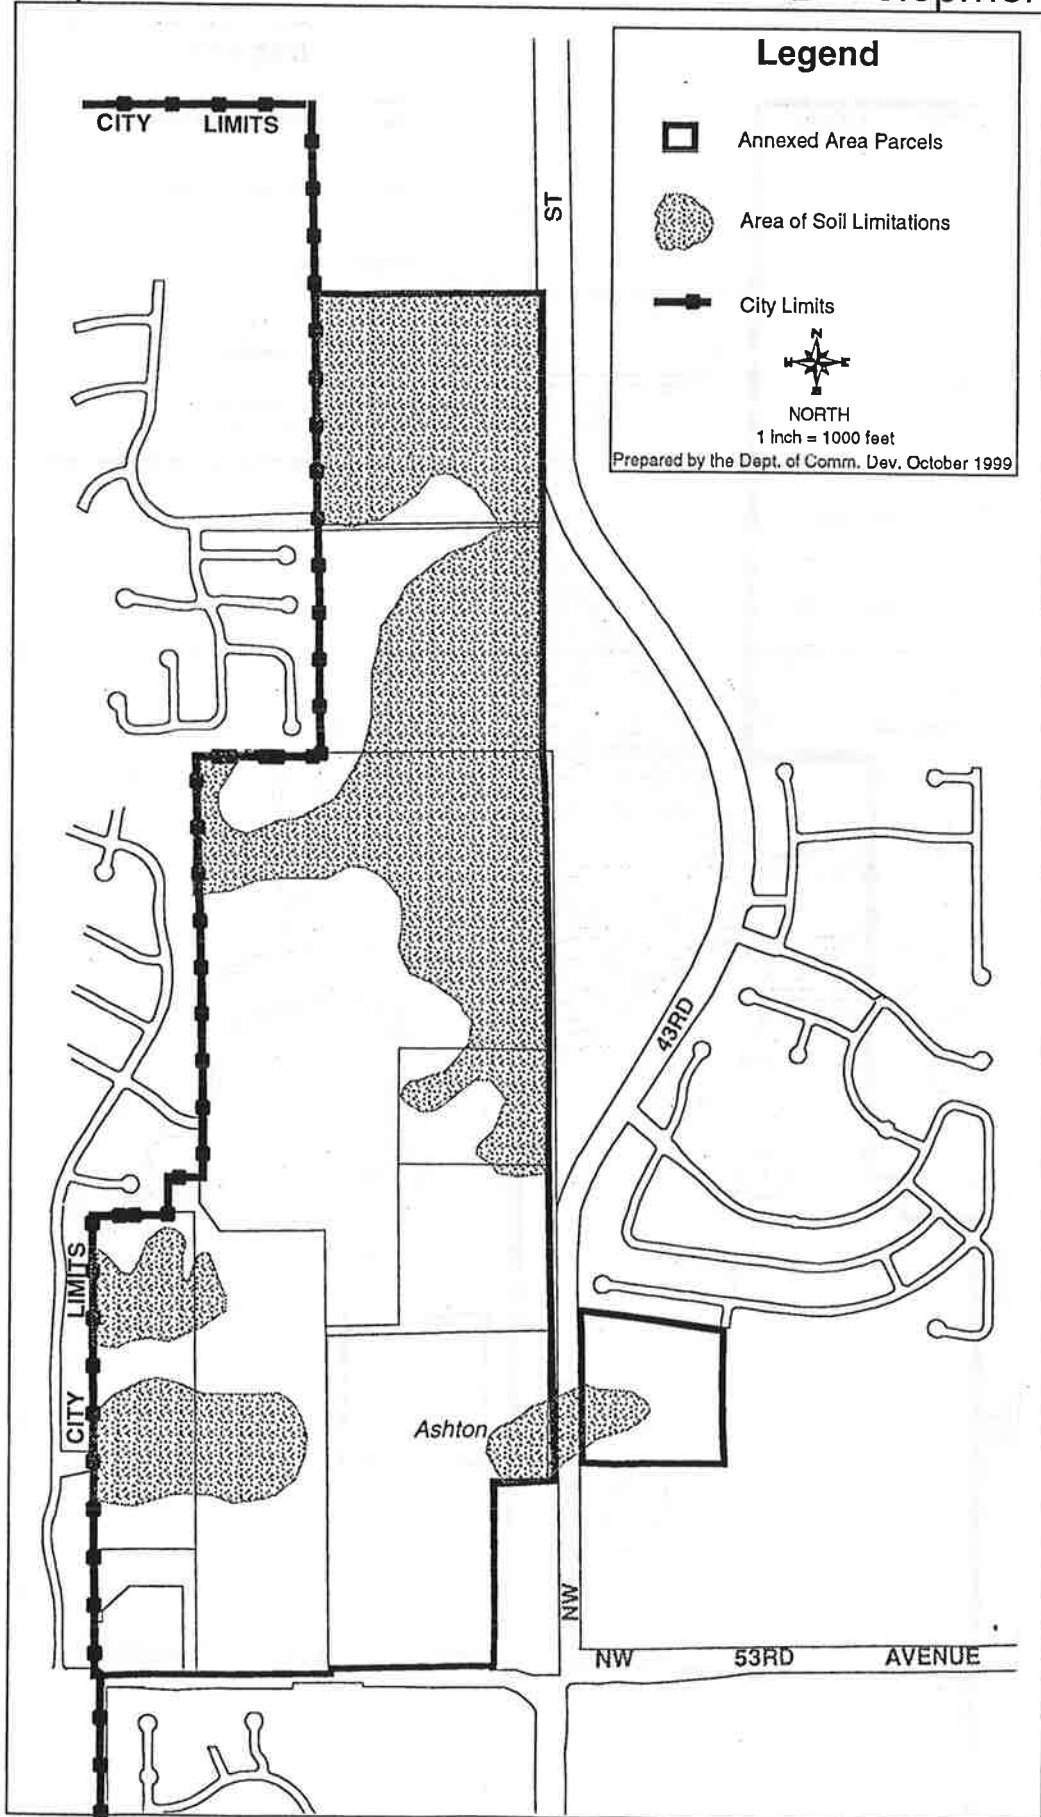 Legend
Annexed Area Parcels
Area of Soil Limitations
City Limits
N
NORTH
1 Inch = 1000 feet
Prepared by the Dept. of Comm. Dev. October 1999
CITY LIMITS
ST
43RD
CITY LIMITS
Ashton
NW
NW 53RD AVENUE